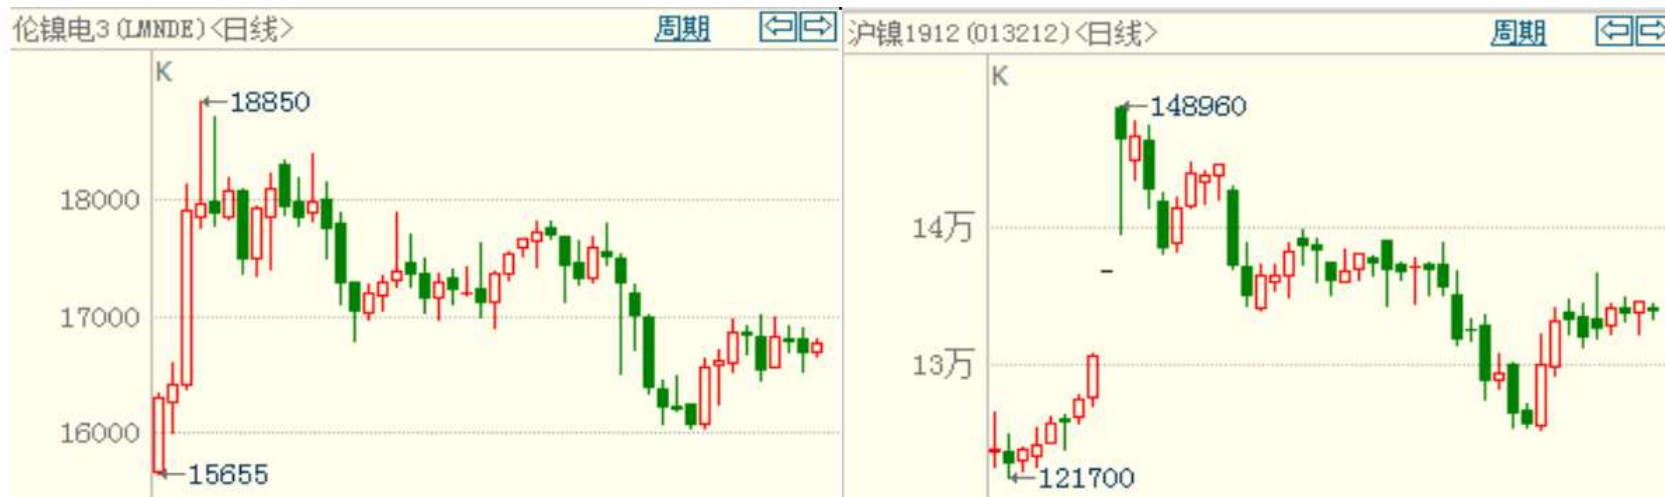 伦镍电3(LMNDE)<日线>
周期
K
18850
18000
17000
16000
15655
沪镍1912(013212)<日线>
周期
K
148960
14万
13万
121700